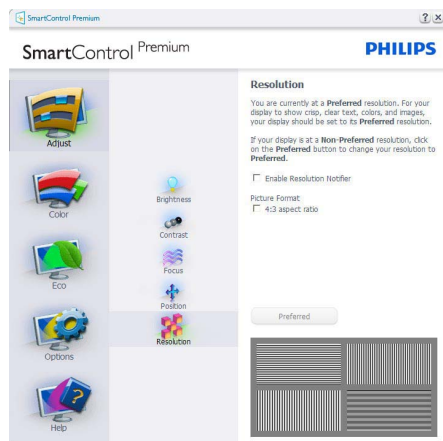 SmartControl Premium
? X
SmartControl Premium
PHILIPS
Adjust
Color
Eco
Options
Help
Brightness
Contrast
Focus
Position
Resolution
Resolution
You are currently at a Preferred resolution. For your
display to show crisp, clear text, colors, and images,
your display should be set to its Preferred resolution.
If your display is at a Non-Preferred resolution, click
on the Preferred button to change your resolution to
Preferred.
Enable Resolution Notifier
Picture Format
4:3 aspect ratio
Preferred